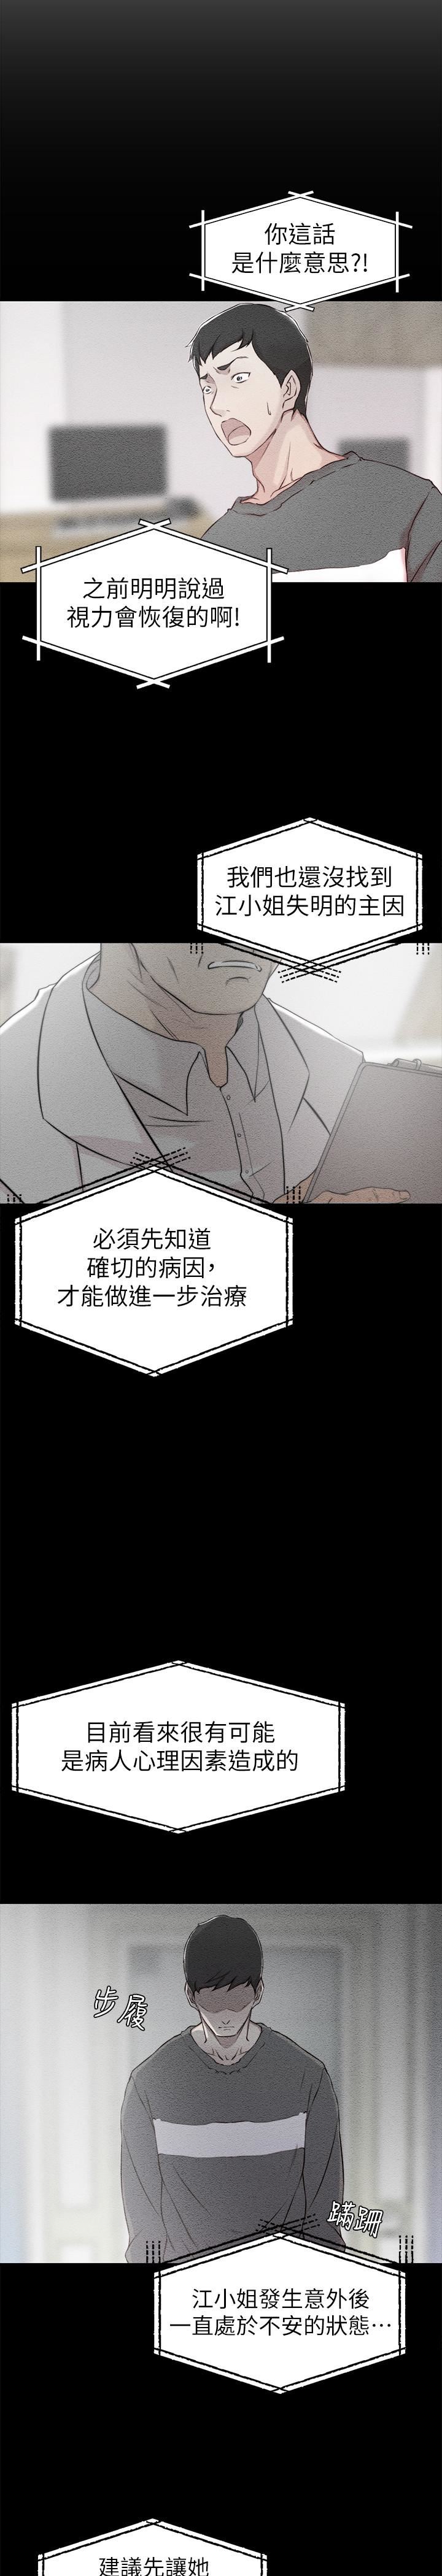 你這話
是什麼意思?!
之前明明說過
視力會恢復的啊!
我們也還沒找到
江小姐失明的主因
必須先知道
確切的病因,
才能做進一步治療
目前看來很有可能
是病人心理因素造成的
步履
蹣跚
江小姐發生意外後
一直處於不安的狀態…
建議先讓她